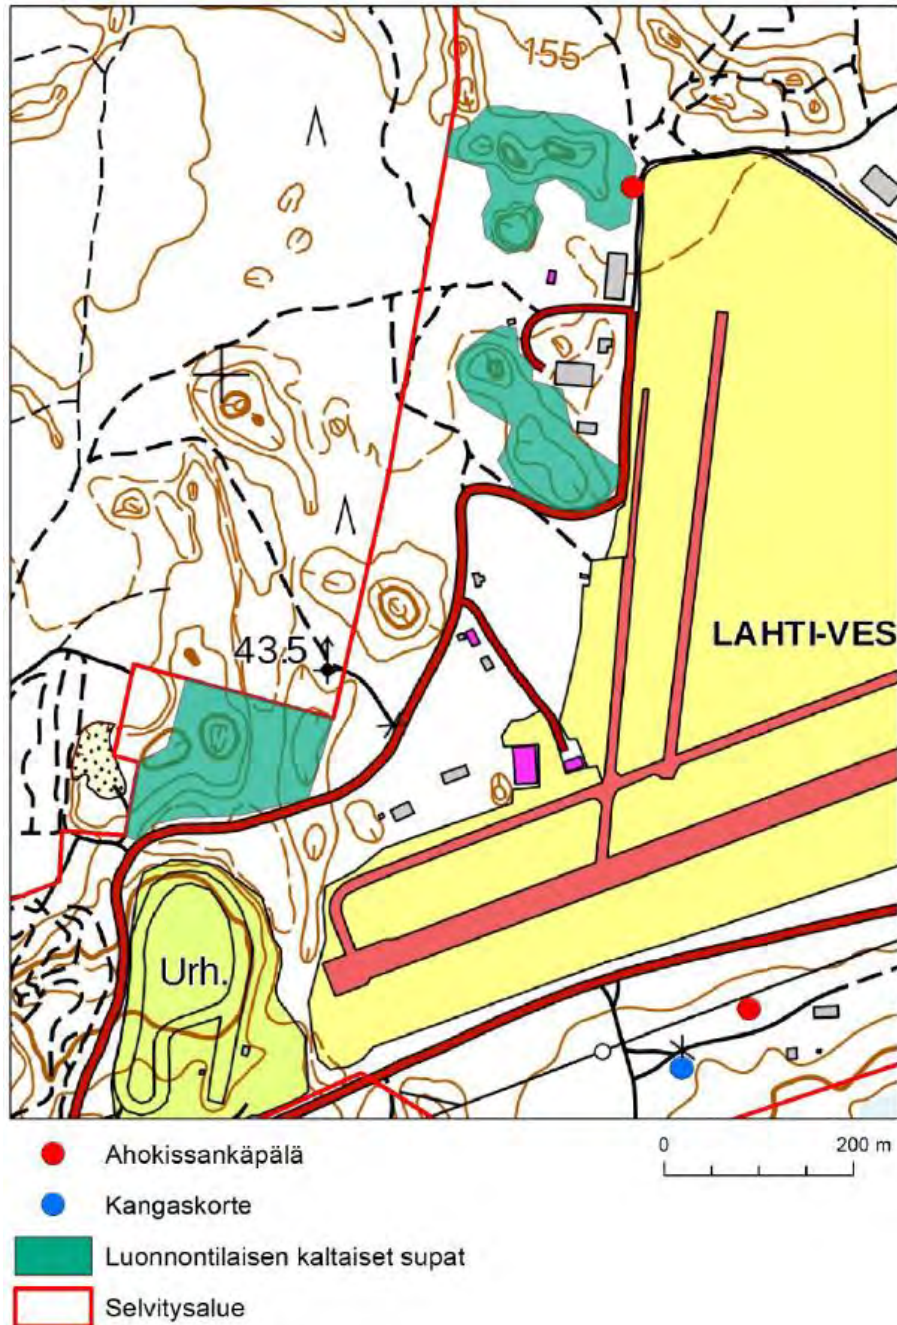 155
43.5
LAHTI-VES
Urh.
0 200 m
Ahokissankäpälä
Kangaskorte
Luonnontilaisen kaltaiset supat
Selvitysalue